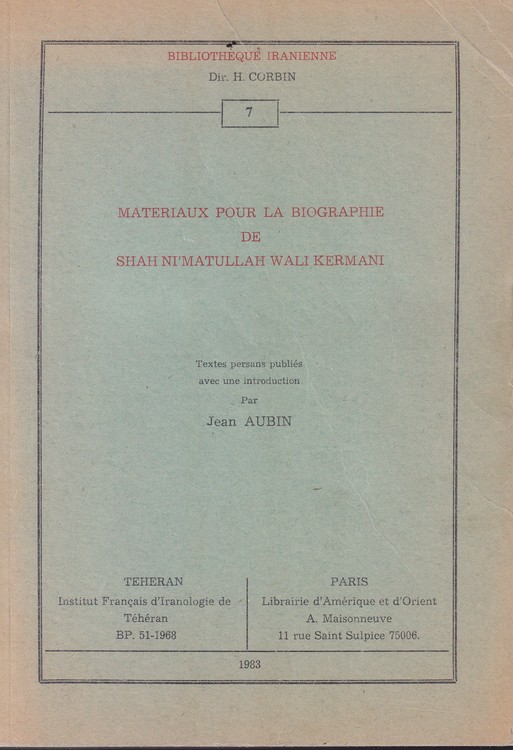 BIBLIOTHEQUE IRANIENNE
Dir. H. CORBIN
7
MATERIAUX POUR LA BIOGRAPHIE
DE
SHAH NI'MATULLAH WALI KERMANI
Textes persans publiés
avec une introduction
Par
Jean AUBIN
TEHERAN
Institut Français d'Iranologie de
Téhéran
BP. 51-1968
PARIS
Librairie d'Amérique et d'Orient
A. Maisonneuve
11 rue Saint Sulpice 75006.
1983